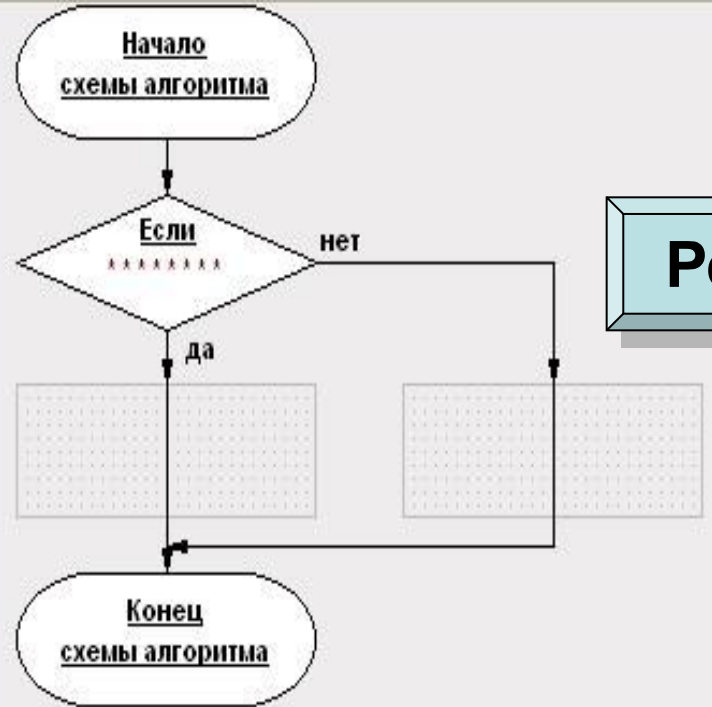 Начало
схемы алгоритма
Если
********
нет
да
Конец
схемы алгоритма